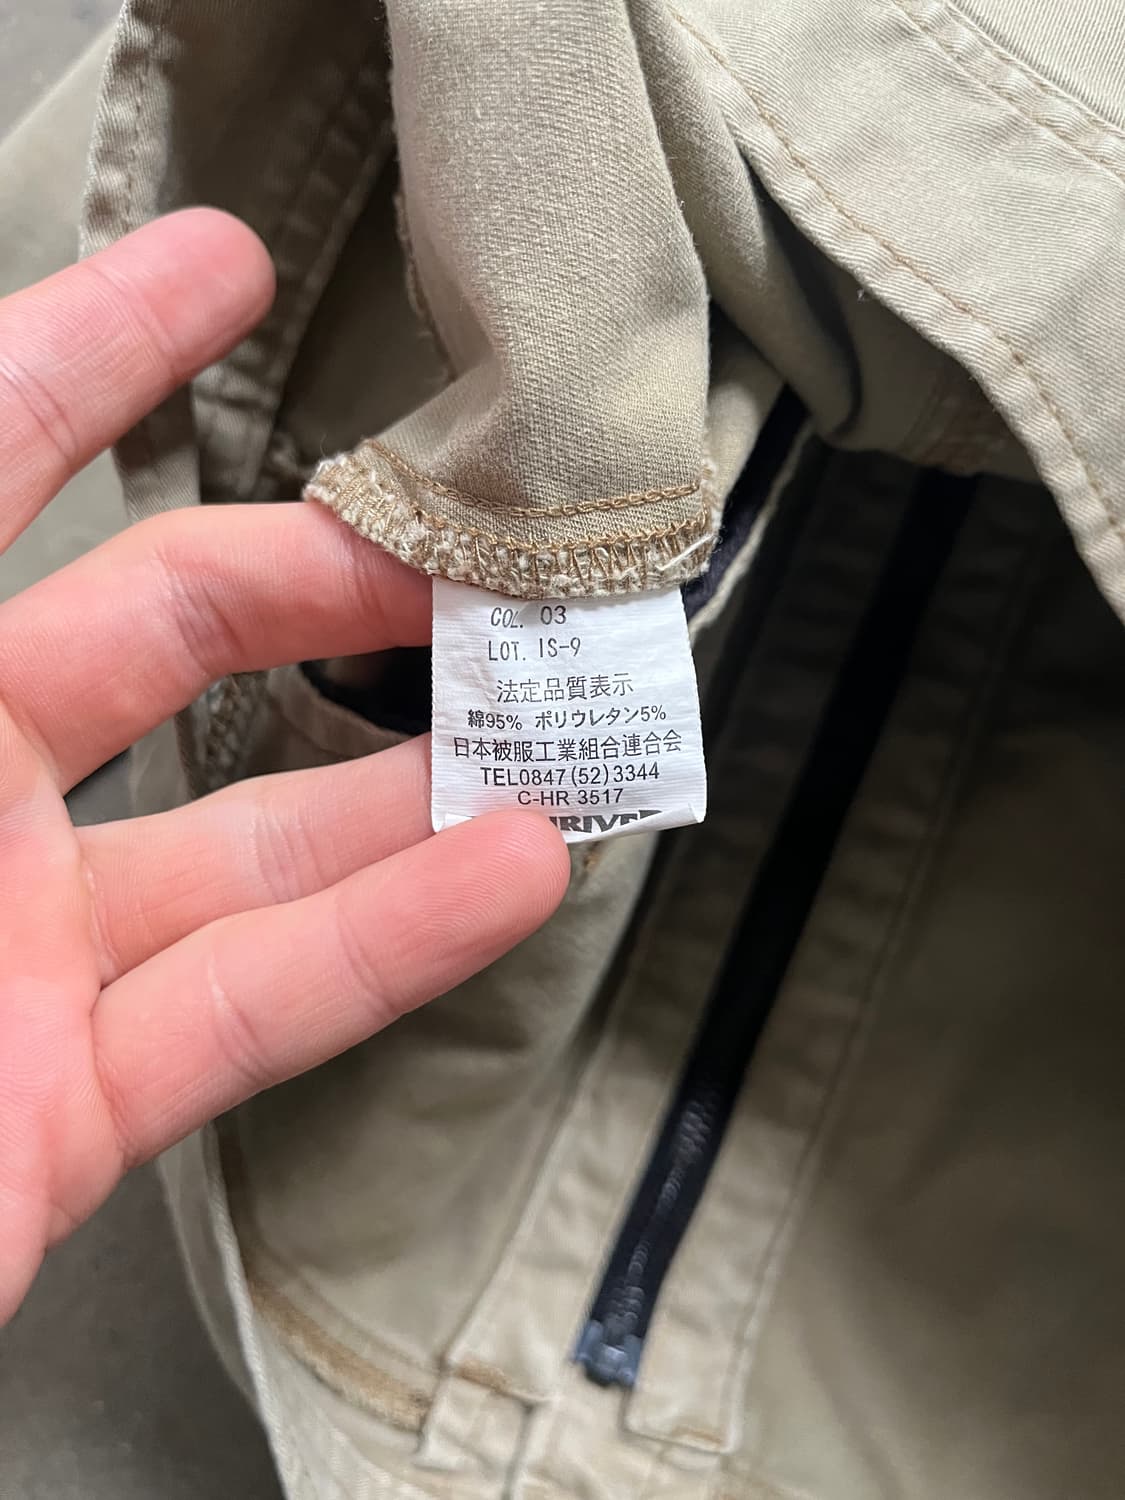 COL. 03
LOT. IS-9
法定品質表示
綿95% ポリウレタン5%
日本被服工業組合連合会
TEL0847(52)3344
C-HR 3517